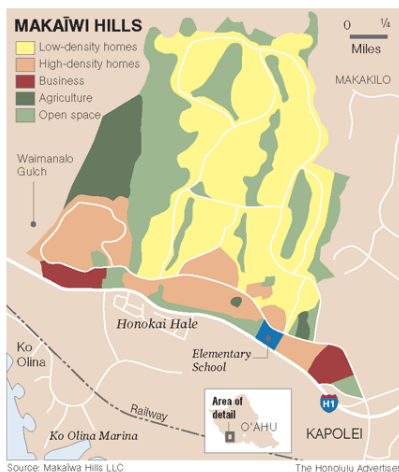 MAKAĪWI HILLS
Low-density homes
High-density homes
Business
Agriculture
Open space
0 ¼
Miles
MAKAKILO
Waimanalo
Gulch
Honokai Hale
Elementary
School
Ko
Olina
Railway
Ko Olina Marina
Area of
detail
O'AHU
H1
KAPOLEI
Source: Makaīwa Hills LLC
The Honolulu Advertiser